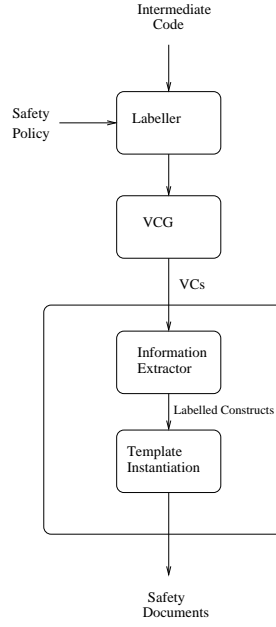 Intermediate
Code
Safety
Policy
Labeller
VCG
VCs
Information
Extractor
Labelled Constructs
Template
Instantiation
Safety
Documents